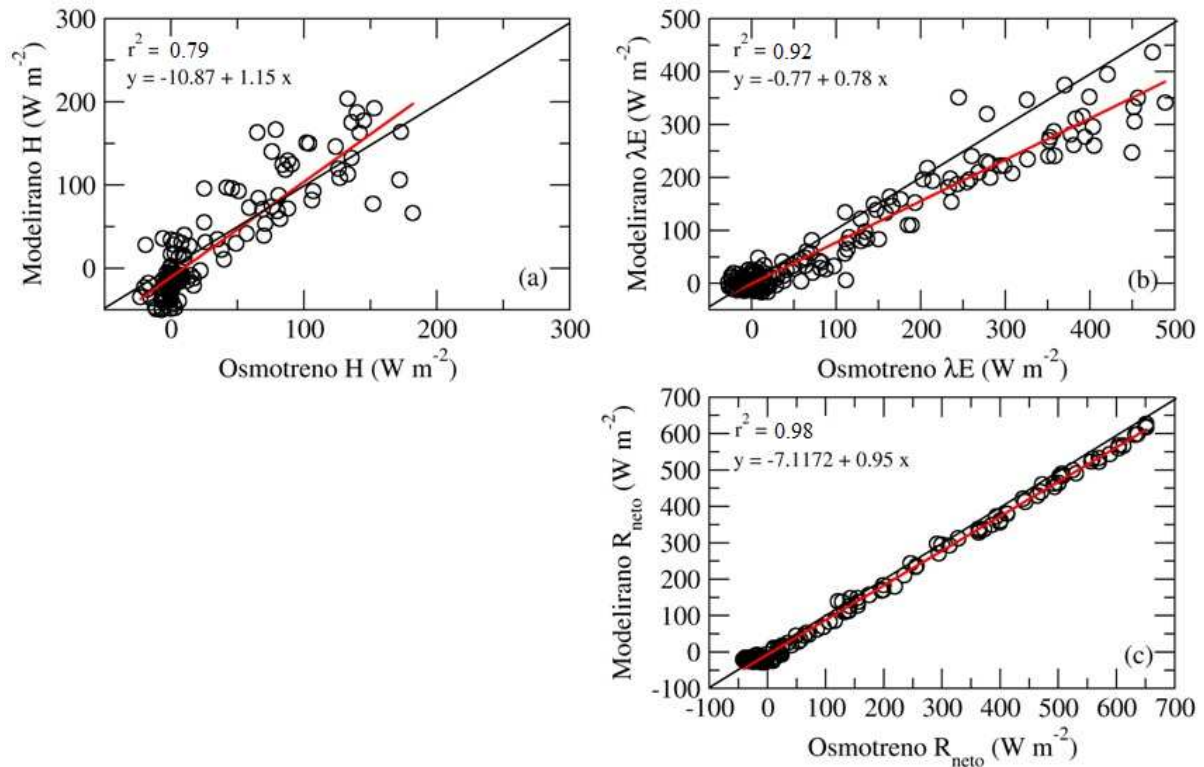 300
200
100
0
Modelirano H (W m⁻²)
r² = 0.79
y = -10.87 + 1.15 x
(a)
0 100 200 300
Osmotreno H (W m⁻²)
500
400
300
200
100
0
Modelirano λE (W m⁻²)
r² = 0.92
y = -0.77 + 0.78 x
(b)
0 100 200 300 400 500
Osmotreno λE (W m⁻²)
700
600
500
400
300
200
100
0
-100
Modelirano Rneto (W m⁻²)
r² = 0.98
y = -7.1172 + 0.95 x
(c)
-100 0 100 200 300 400 500 600 700
Osmotreno Rneto (W m⁻²)